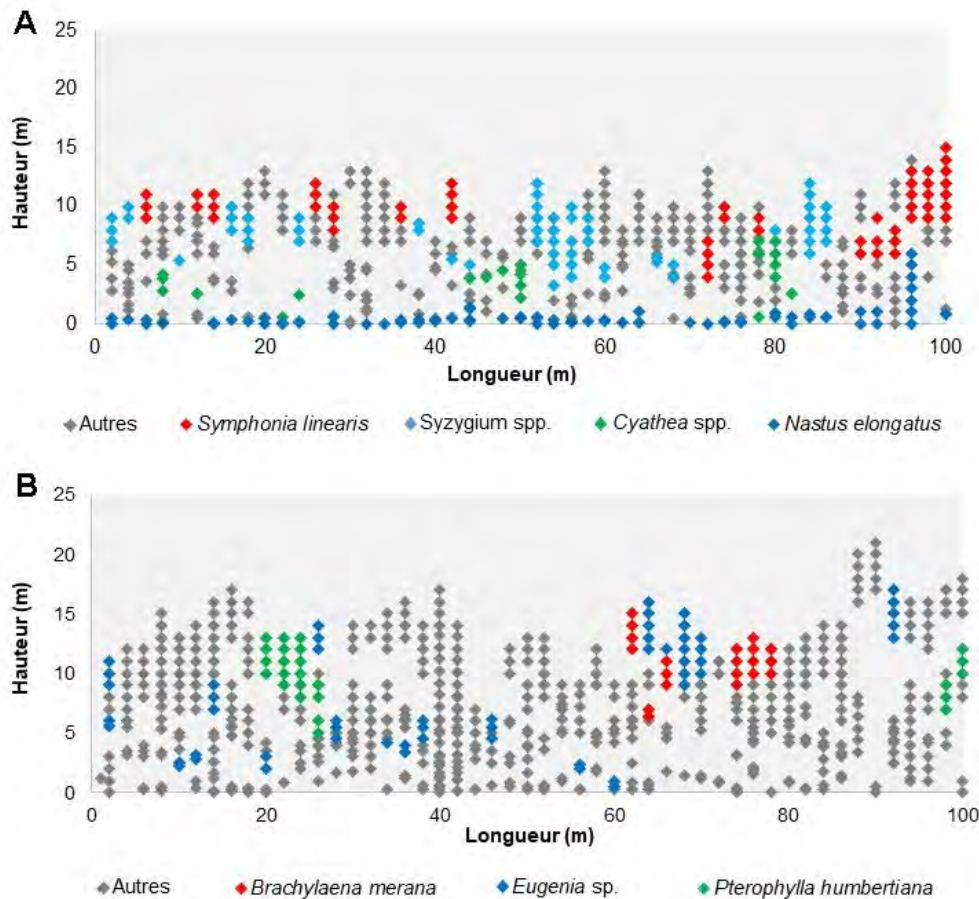 A
Hauteur (m)
25
20
15
10
5
0
0 20 40 60 80 100
Longueur (m)
Autres Symphonia linearis Syzygium spp. Cyathea spp. Nastus elongatus
B
Hauteur (m)
25
20
15
10
5
0
0 20 40 60 80 100
Longueur (m)
Autres Brachylaena merana Eugenia sp. Pterophylla humbertiana